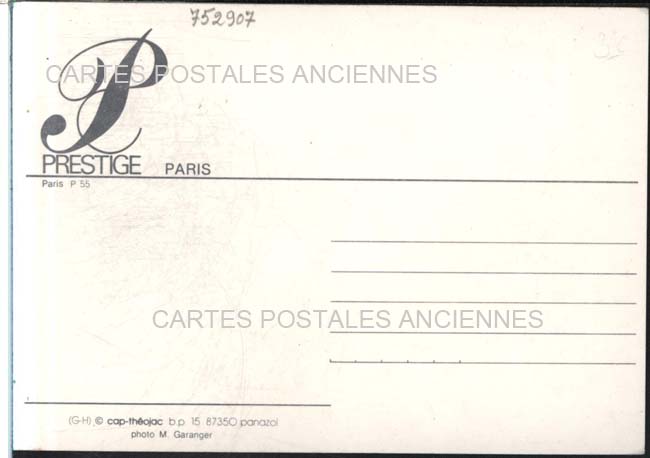 752907
CARTES POSTALES ANCIENNES
PRESTIGE PARIS
Paris P 55
CARTES POSTALES ANCIENNES
(G-H) © cap-théojac b.p. 15 87350 panazol
photo M. Garanger